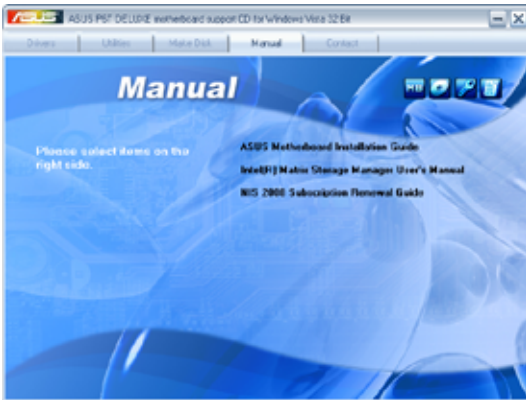 ASUS
ASUS P6T DELUXE motherboard support CD for Windows Vista 32 Bit
Drivers
Utilities
Make Disk
Manual
Contact
Manual
Please select items on the
right side.
ASUS Motherboard Installation Guide
Intel(R) Matrix Storage Manager User's Manual
NIS 2008 Subscription Renewal Guide